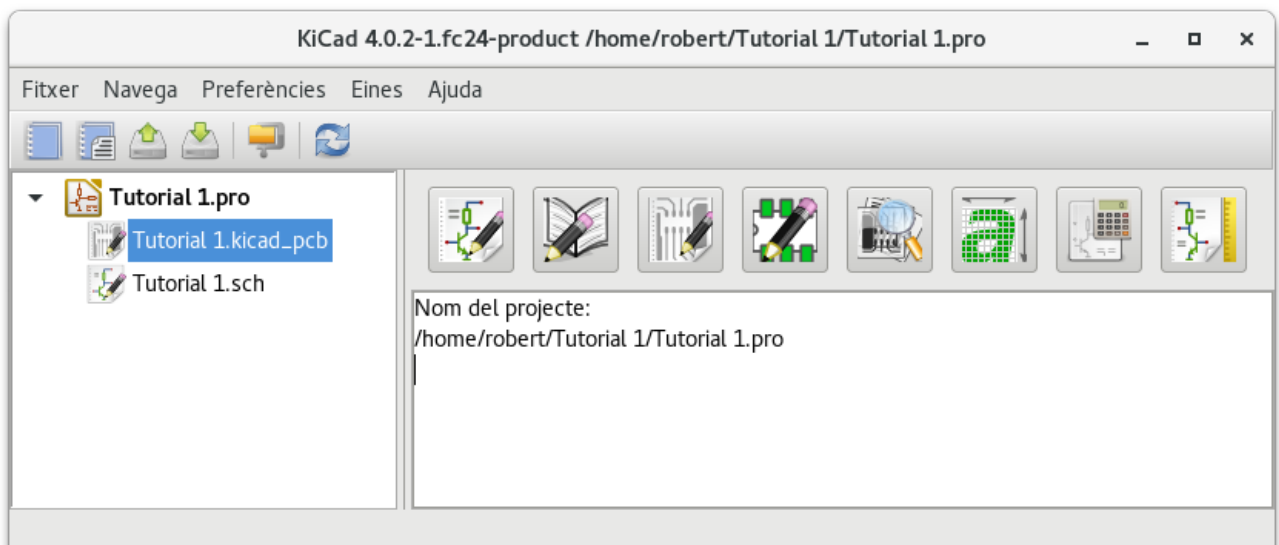 KiCad 4.0.2-1.fc24-product /home/robert/Tutorial 1/Tutorial 1.pro
Fitxer Navega Preferències Eines Ajuda
Tutorial 1.pro
Tutorial 1.kicad_pcb
Tutorial 1.sch
Nom del projecte:
/home/robert/Tutorial 1/Tutorial 1.pro